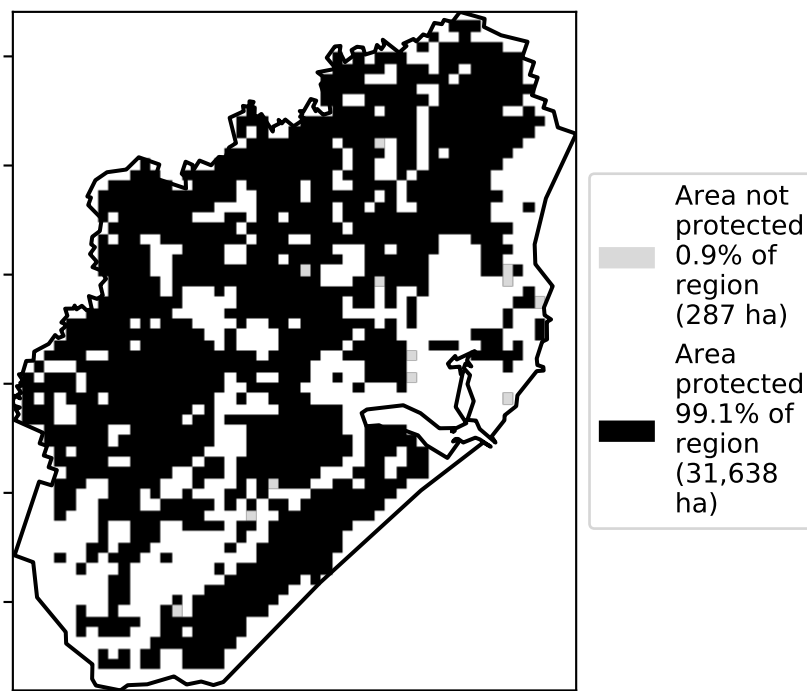 Area not
protected
0.9% of
region
(287 ha)
Area
protected
99.1% of
region
(31,638
ha)